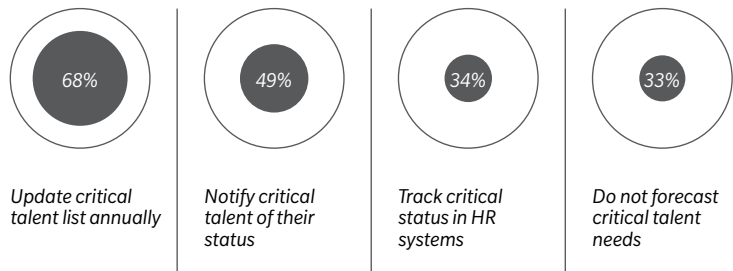 68%
Update critical
talent list annually
49%
Notify critical
talent of their
status
34%
Track critical
status in HR
systems
33%
Do not forecast
critical talent
needs